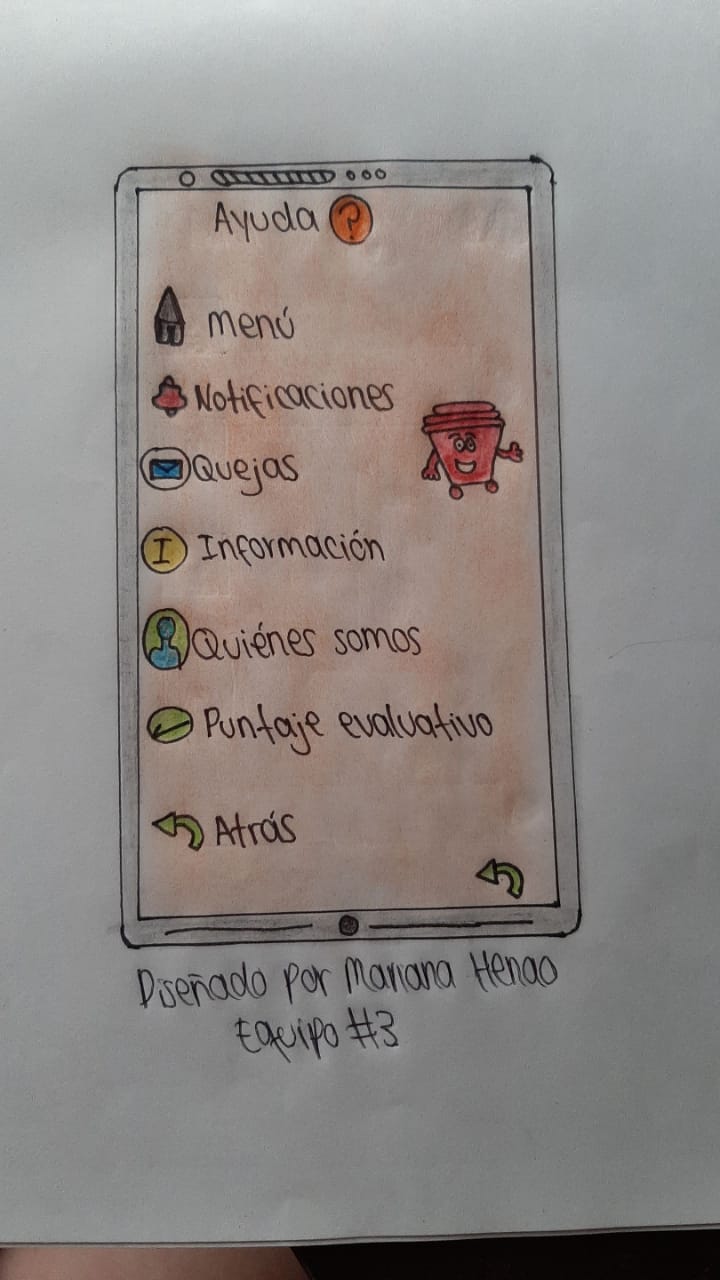 Ayuda ?
menú
Notificaciones
Quejas
I Información
Quiénes somos
Puntaje evaluativo
Atrás
Diseñado por Mariana Henao
Equipo #3